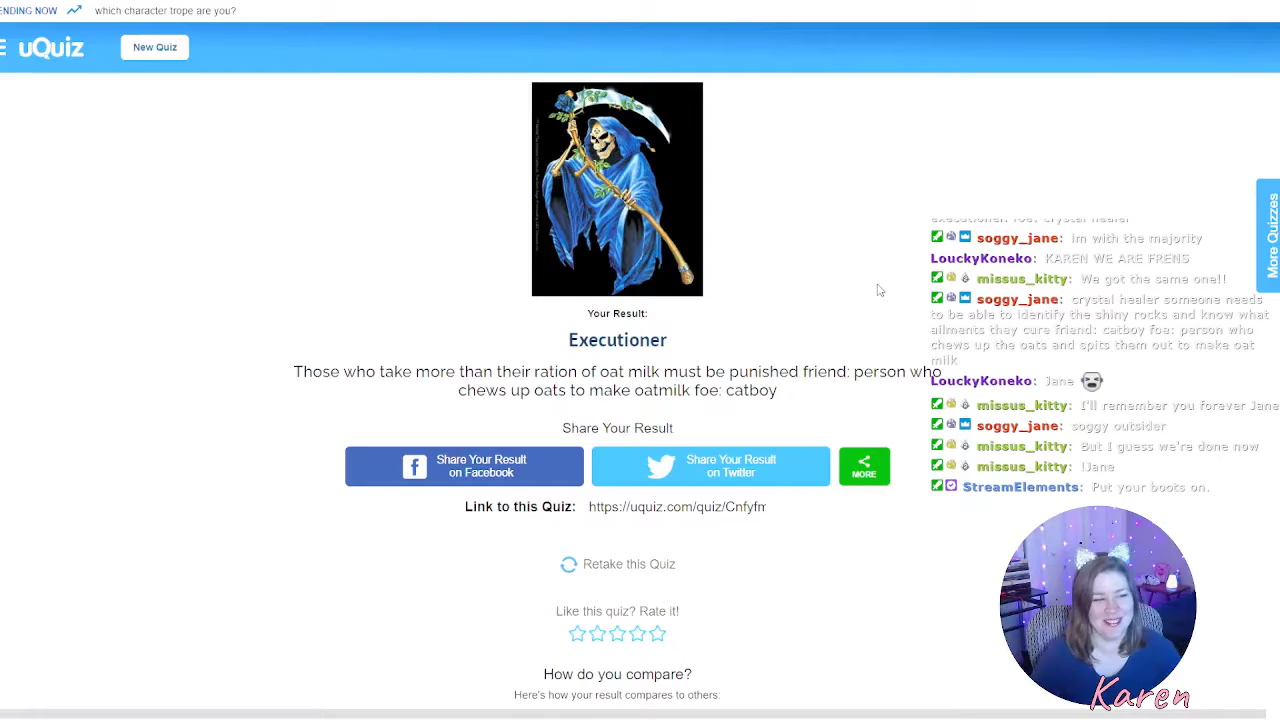 ENDING NOW which character trope are you?
uQuiz
New Quiz
More Quizzes
Your Result:
Executioner
Those who take more than their ration of oat milk must be punished friend: person who
chews up oats to make oatmilk foe: catboy
Share Your Result
Share Your Result
on Facebook
Share Your Result
on Twitter
MORE
Link to this Quiz: https://uquiz.com/quiz/Cnfyfm
Retake this Quiz
Like this quiz? Rate it!
How do you compare?
Here's how your result compares to others:
executioner. foe: crystal healer
soggy_jane: im with the majority
LouckyKoneko: KAREN WE ARE FRENS
missus_kitty: We got the same one!!
soggy_jane: crystal healer someone needs
to be able to identify the shiny rocks and know what
ailments they cure friend: catboy foe: person who
chews up the oats and spits them out to make oat
milk
LouckyKoneko: Jane
missus_kitty: I'll remember you forever Jane
soggy_jane: soggy outsider
missus_kitty: But I guess we're done now
missus_kitty: !Jane
StreamElements: Put your boots on.
Karen